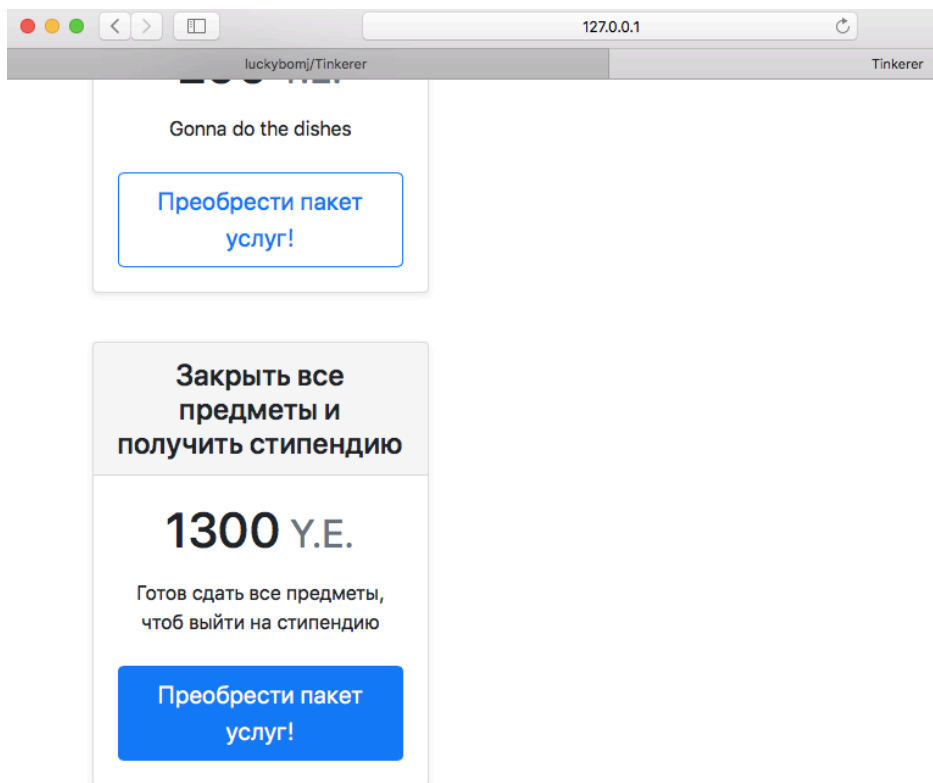 127.0.0.1
luckybomj/Tinkerer
Tinkerer
Gonna do the dishes
Преобрести пакет
услуг!
Закрыть все
предметы и
получить стипендию
1300 Y.E.
Готов сдать все предметы,
чтоб выйти на стипендию
Преобрести пакет
услуг!